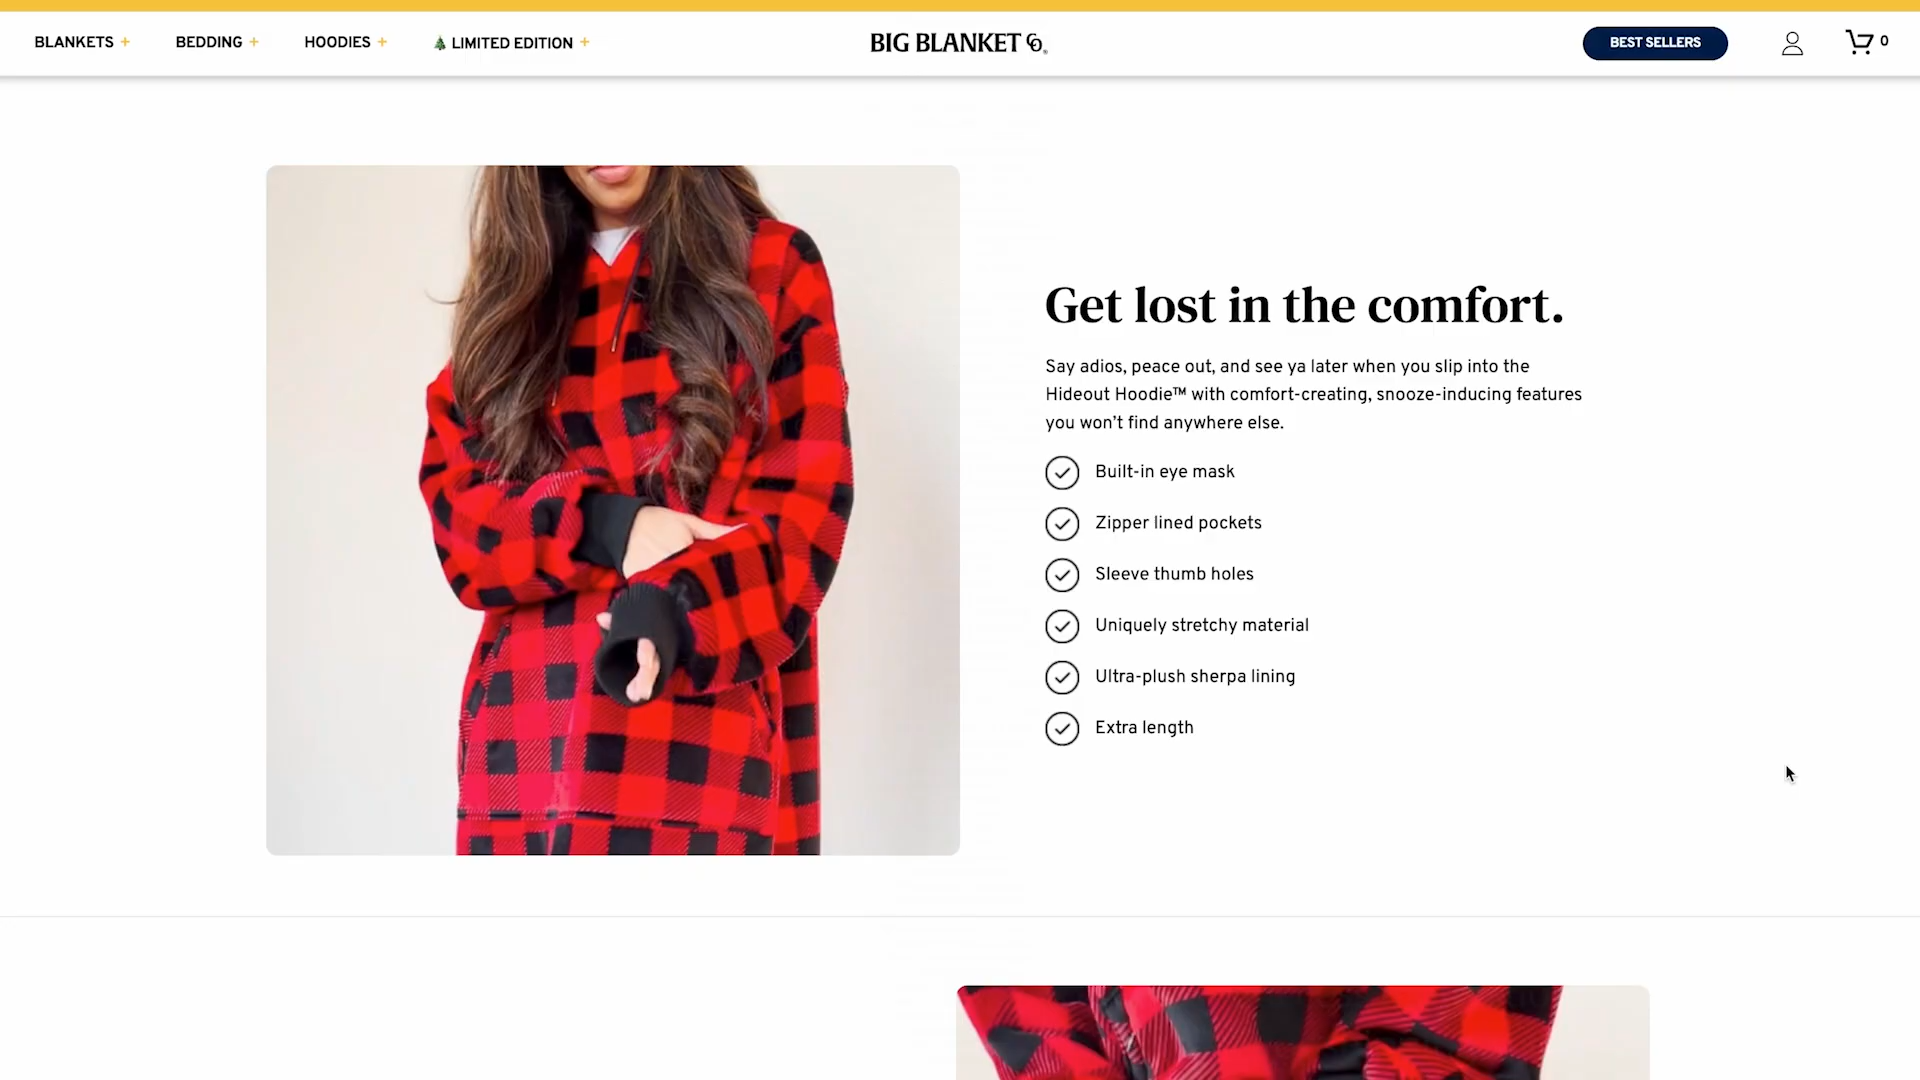 BLANKETS +
BEDDING +
HOODIES +
LIMITED EDITION +
BIG BLANKET Co®
BEST SELLERS
0
Get lost in the comfort.
Say adios, peace out, and see ya later when you slip into the
Hideout Hoodie™ with comfort-creating, snooze-inducing features
you won’t find anywhere else.
Built-in eye mask
Zipper lined pockets
Sleeve thumb holes
Uniquely stretchy material
Ultra-plush sherpa lining
Extra length